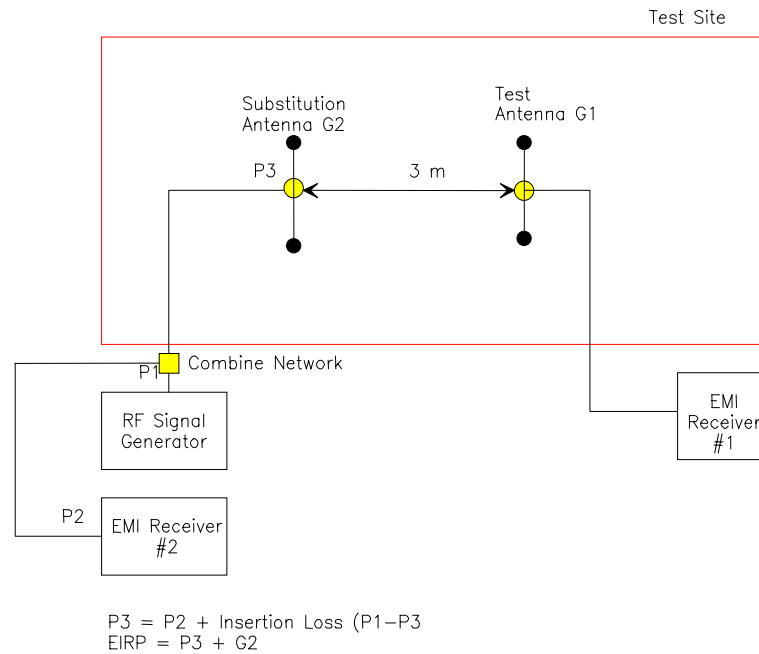 Test Site
Substitution
Antenna G2
Test
Antenna G1
P3
3 m
P1
Combine Network
RF Signal
Generator
EMI
Receiver
#1
P2
EMI Receiver
#2
P3 = P2 + Insertion Loss (P1-P3
EIRP = P3 + G2